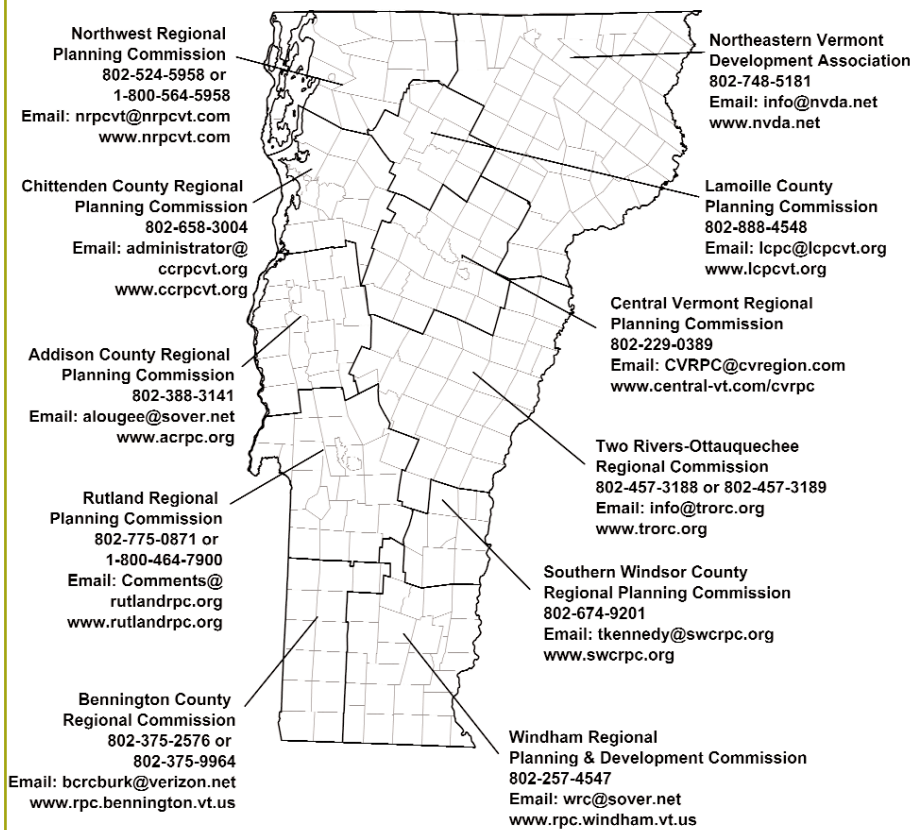 Northwest Regional
Planning Commission
802-524-5958 or
1-800-564-5958
Email: nrpcvt@nrpcvt.com
www.nrpcvt.com
Chittenden County Regional
Planning Commission
802-658-3004
Email: administrator@
ccrpcvt.org
www.ccrpcvt.org
Addison County Regional
Planning Commission
802-388-3141
Email: alougee@sover.net
www.acrpc.org
Rutland Regional
Planning Commission
802-775-0871 or
1-800-464-7900
Email: Comments@
rutlandrpc.org
www.rutlandrpc.org
Bennington County
Regional Commission
802-375-2576 or
802-375-9964
Email: bcrcburk@verizon.net
www.rpc.bennington.vt.us
Northeastern Vermont
Development Association
802-748-5181
Email: info@nvda.net
www.nvda.net
Lamoille County
Planning Commission
802-888-4548
Email: lcpc@lcpcvt.org
www.lcpcvt.org
Central Vermont Regional
Planning Commission
802-229-0389
Email: CVRPC@cvregion.com
www.central-vt.com/cvrpc
Two Rivers-Ottauquechee
Regional Commission
802-457-3188 or 802-457-3189
Email: info@trorc.org
www.trorc.org
Southern Windsor County
Regional Planning Commission
802-674-9201
Email: tkennedy@swcrpc.org
www.swcrpc.org
Windham Regional
Planning & Development Commission
802-257-4547
Email: wrc@sover.net
www.rpc.windham.vt.us